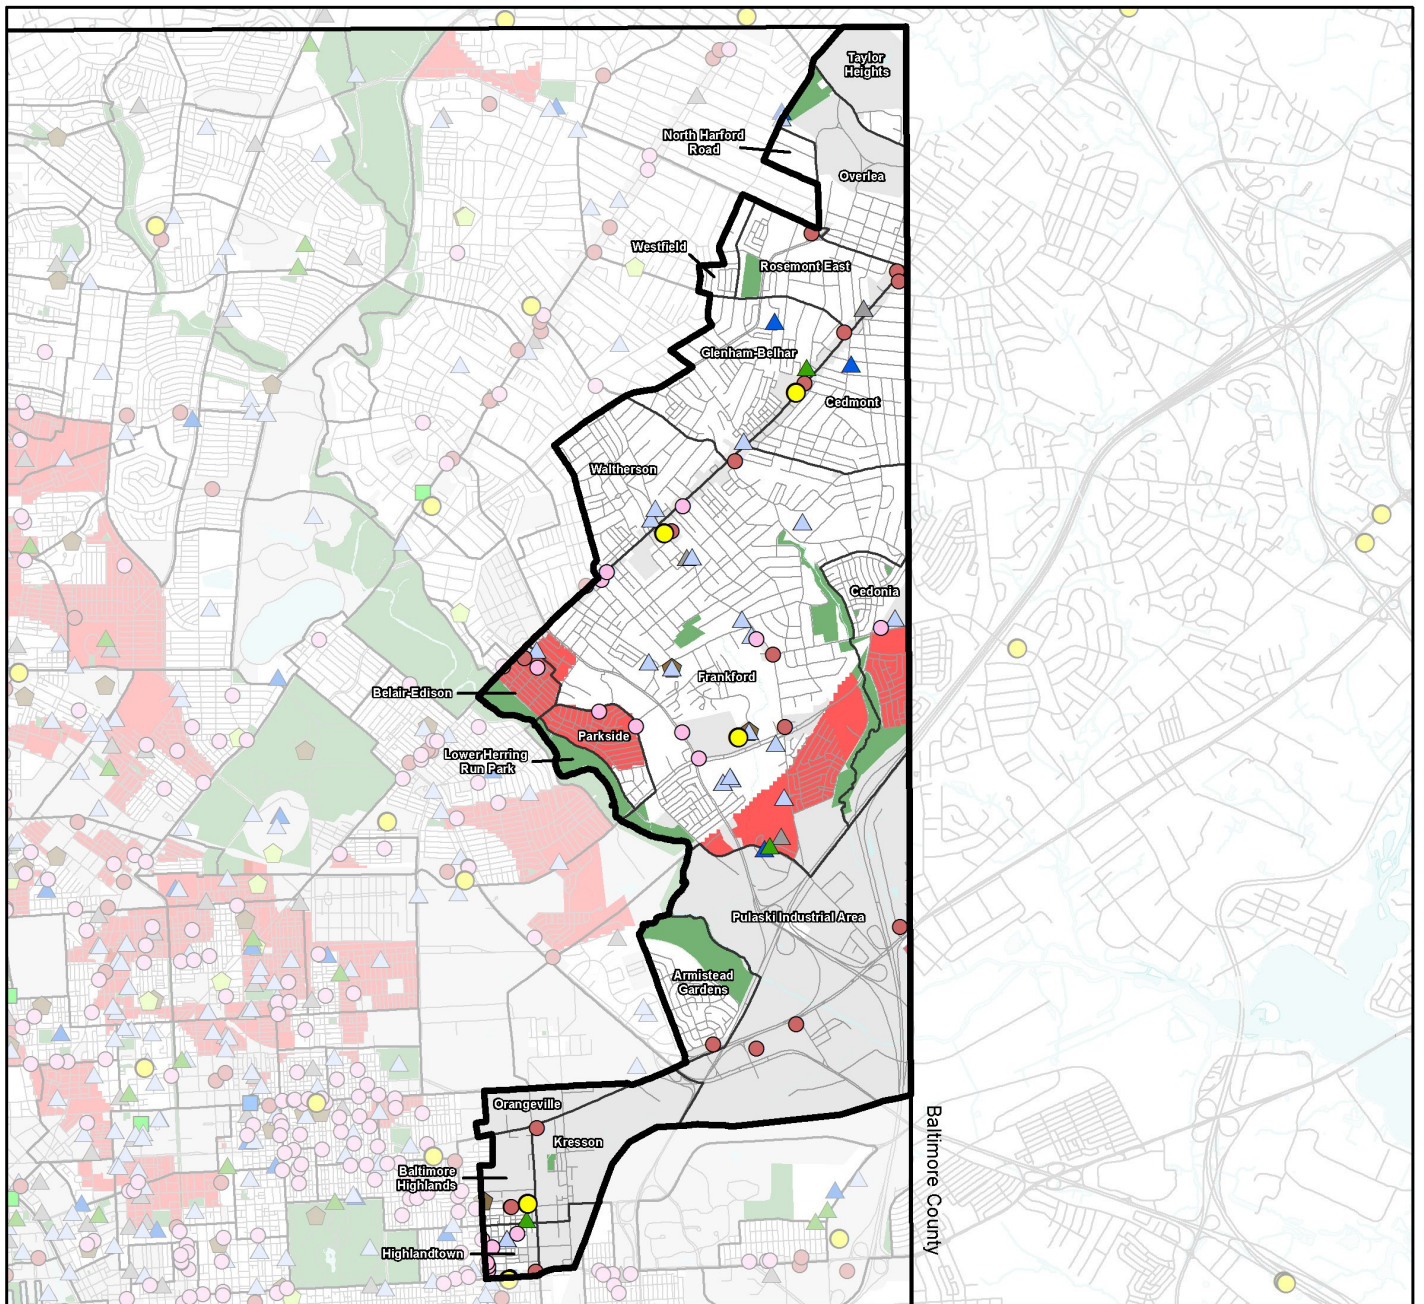 Taylor
Heights
North Harford
Road
Overlea
Westfield
Rosemont East
Glenham-Belhar
Cedmont
Waltherson
Cedonia
Frankford
Belair-Edison
Parkside
Lower Herring
Run Park
Pulaski Industrial Area
Armistead
Gardens
Orangeville
Kresson
Baltimore
Highlands
Highlandtown
Baltimore County